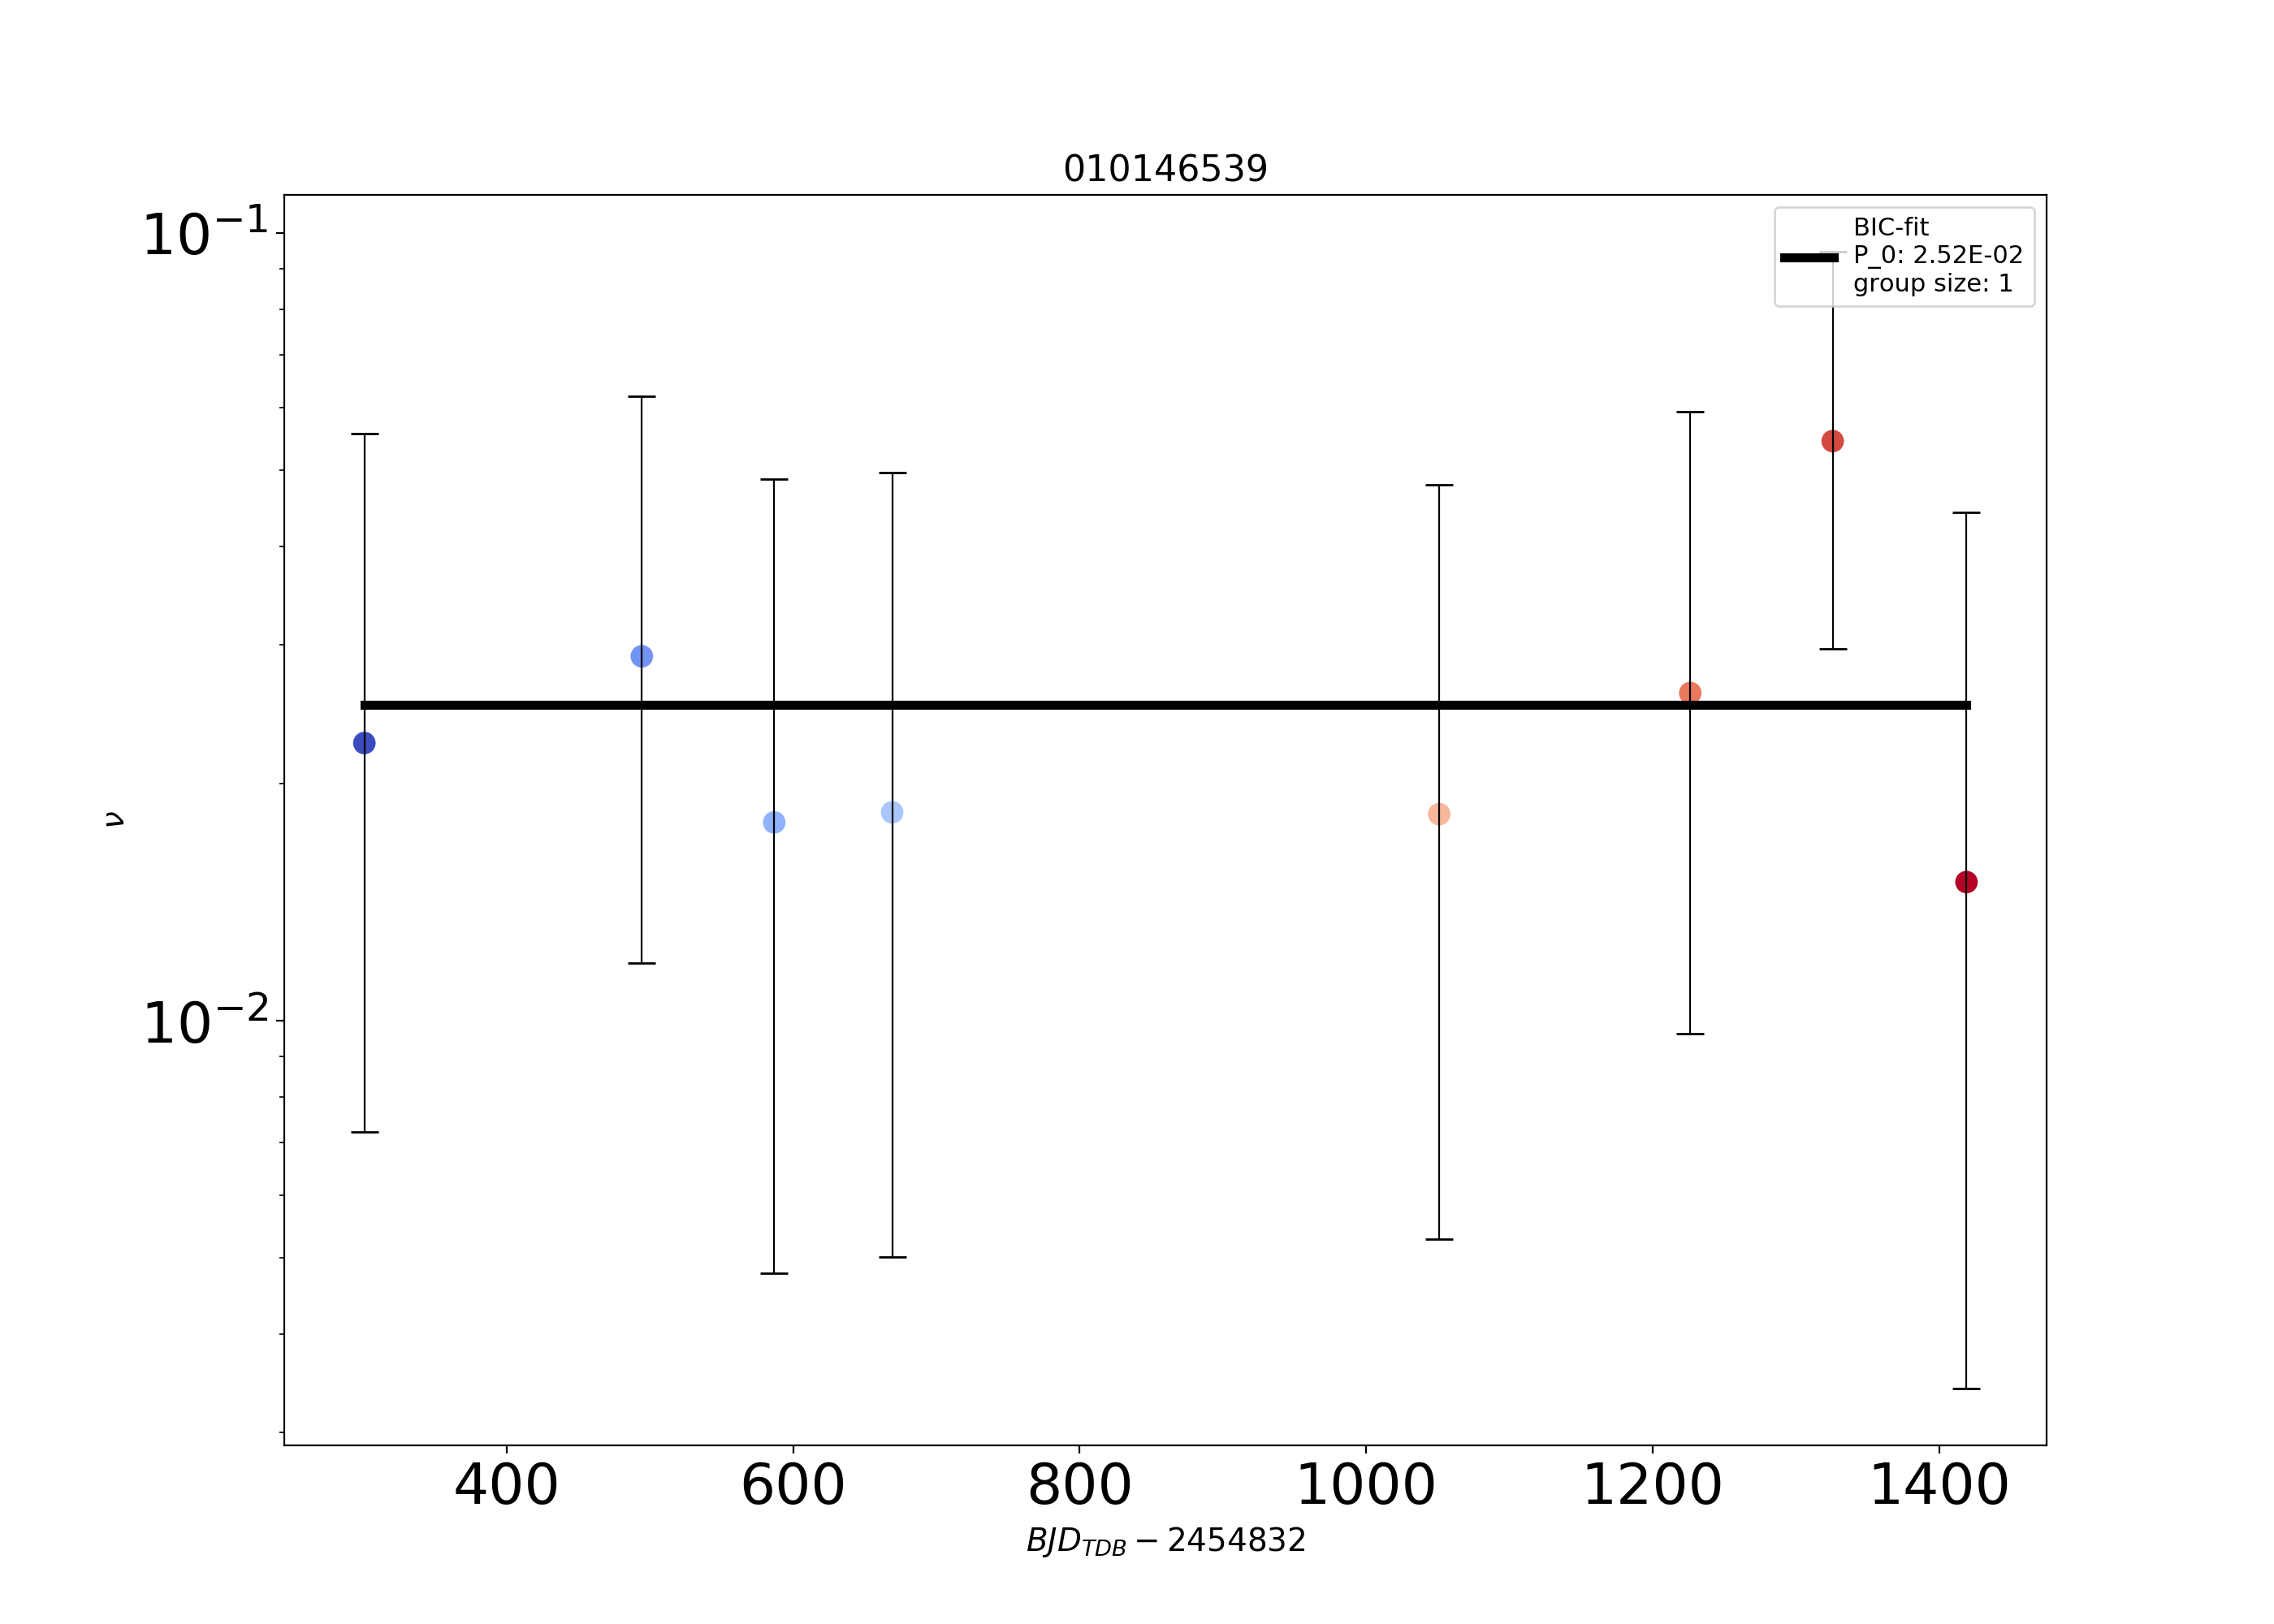 010146539
BIC-fit
P_0: 2.52E-02
group size: 1
10^{-1}
10^{-2}
ν
400 600 800 1000 1200 1400
BJD_{TDB} − 2454832